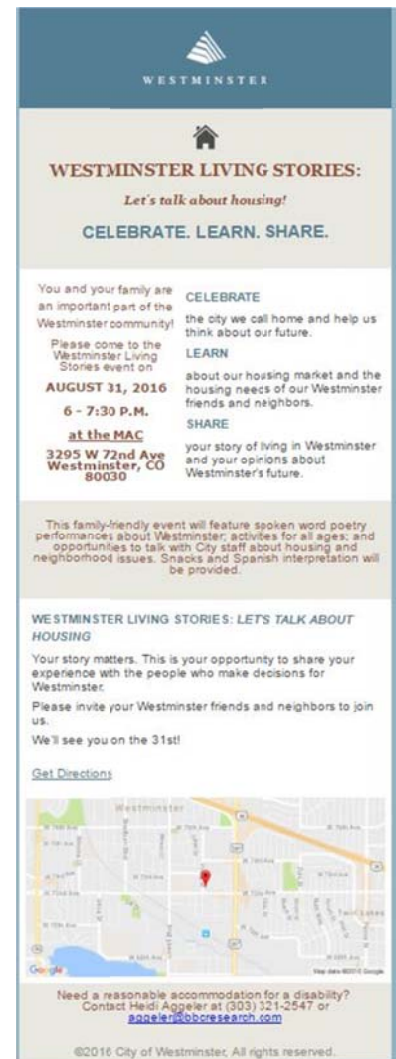 WESTMINSTER
WESTMINSTER LIVING STORIES:
Let's talk about housing!
CELEBRATE. LEARN. SHARE.
You and your family are
an important part of the
Westminster community!
Please come to the
Westminster Living
Stories event on
AUGUST 31, 2016
6 - 7:30 P.M.
at the MAC
3295 W 72nd Ave
Westminster, CO
80030
CELEBRATE
the city we call home and help us
think about our future.
LEARN
about our housing market and the
housing needs of our Westminster
friends and neighbors.
SHARE
your story of living in Westminster
and your opinions about
Westminster's future.
This family-friendly event will feature spoken word poetry
performances about Westminster; activities for all ages; and
opportunities to talk with City staff about housing and
neighborhood issues. Snacks and Spanish interpretation will
be provided.
WESTMINSTER LIVING STORIES: LET'S TALK ABOUT
HOUSING
Your story matters. This is your opportunity to share your
experience with the people who make decisions for
Westminster.
Please invite your Westminster friends and neighbors to join
us.
We'll see you on the 31st!
Get Directions
Westminster
Google
Map data ©2016 Google
Need a reasonable accommodation for a disability?
Contact Heidi Aggeler at (303) 321-2547 or
aggeler@bbcresearch.com
©2016 City of Westminster, All rights reserved.